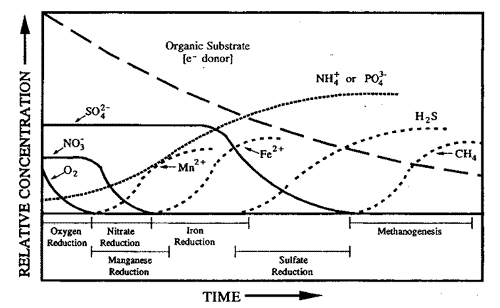 RELATIVE CONCENTRATION
Organic Substrate
[e⁻ donor]
NH₄⁺ or PO₄³⁻
SO₄²⁻
H₂S
NO₃⁻
O₂
Mn²⁺
Fe²⁺
CH₄
Oxygen
Reduction
Nitrate
Reduction
Iron
Reduction
Methanogenesis
Manganese
Reduction
Sulfate
Reduction
TIME